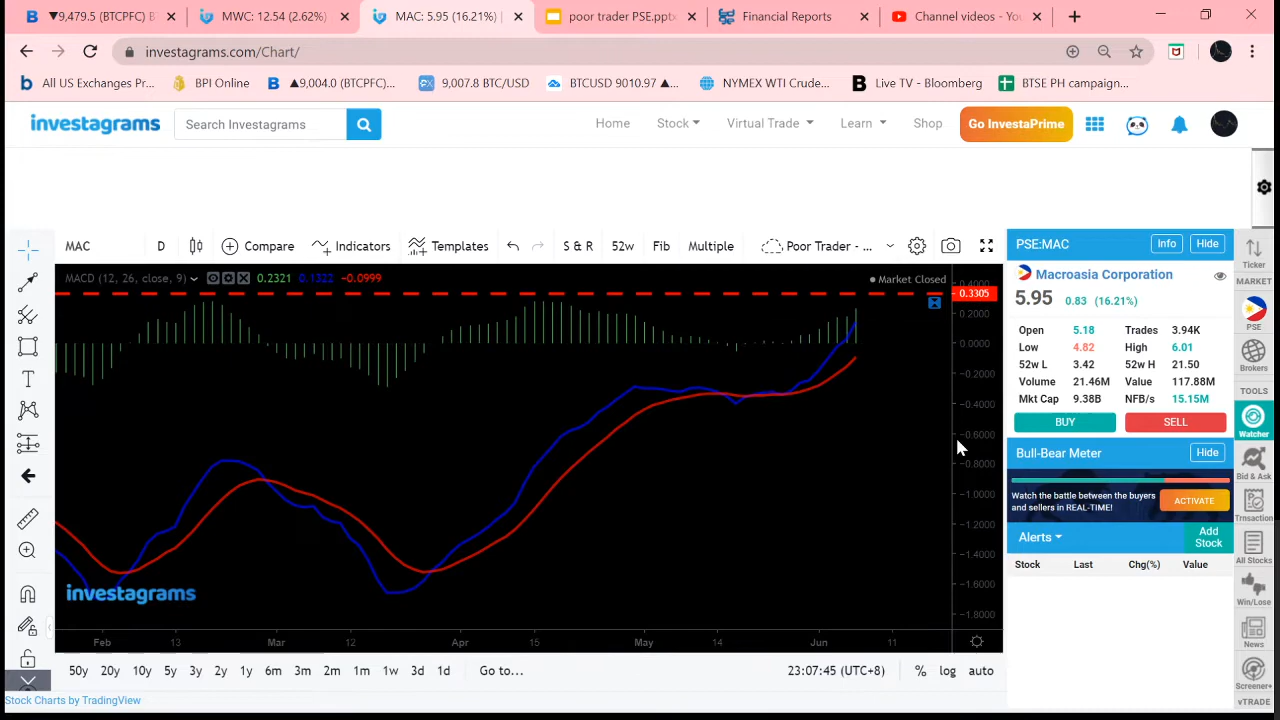 ▼9,479.5 (BTCPFC) B
MWC: 12.54 (2.62%)
MAC: 5.95 (16.21%)
poor trader PSE.pptx
Financial Reports
Channel videos - You
investagrams.com/Chart/
All US Exchanges Pr...
BPI Online
▲9,004.0 (BTCPFC)...
9,007.8 BTC/USD
BTCUSD 9010.97 ▲...
NYMEX WTI Crude...
Live TV - Bloomberg
BTSE PH campaign...
investagrams
Search Investagrams
Home
Stock
Virtual Trade
Learn
Shop
Go InvestaPrime
MAC
D
Compare
Indicators
Templates
S & R
52w
Fib
Multiple
Poor Trader - ...
MACD (12, 26, close, 9)
0.2321
0.1322
−0.0999
Market Closed
0.4000
0.3305
0.2000
0.0000
−0.2000
−0.4000
−0.6000
−0.8000
−1.0000
−1.2000
−1.4000
−1.6000
−1.8000
investagrams
Feb
13
Mar
12
Apr
15
May
14
Jun
11
50y
20y
10y
5y
3y
2y
1y
6m
3m
2m
1m
1w
3d
1d
Go to...
23:07:45 (UTC+8)
%
log
auto
Stock Charts by TradingView
PSE:MAC
Info
Hide
Macroasia Corporation
5.95
0.83
(16.21%)
Open 5.18 Trades 3.94K
Low 4.82 High 6.01
52w L 3.42 52w H 21.50
Volume 21.46M Value 117.88M
Mkt Cap 9.38B NFB/s 15.15M
BUY
SELL
Bull-Bear Meter
Hide
Watch the battle between the buyers
and sellers in REAL-TIME!
ACTIVATE
Alerts
Add
Stock
Stock Last Chg(%) Value
Ticker
MARKET
PSE
Brokers
TOOLS
Watcher
Bid & Ask
Trnsaction
All Stocks
Win/Lose
News
Screener+
vTRADE